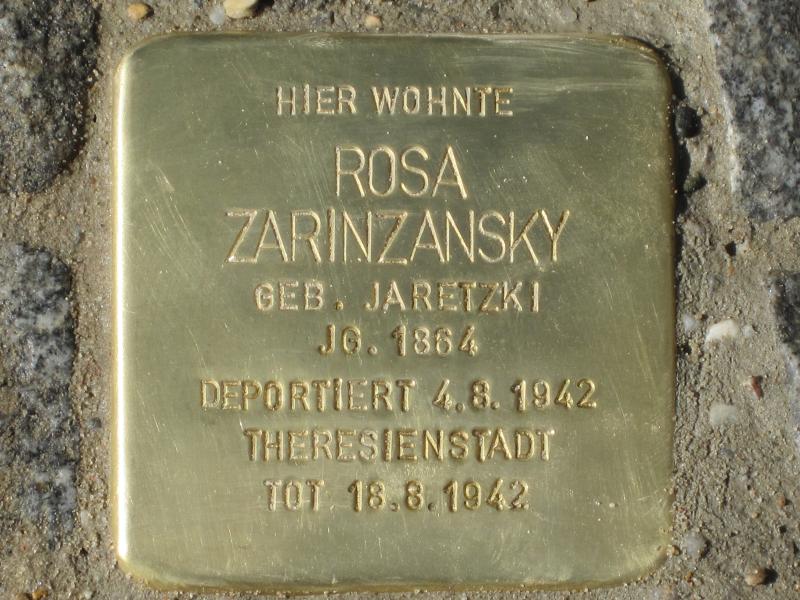 HIER WOHNTE
ROSA
ZARINZANSKY
GEB. JARETZKI
JG. 1864
DEPORTIERT 4.8.1942
THERESIENSTADT
TOT 18.8.1942